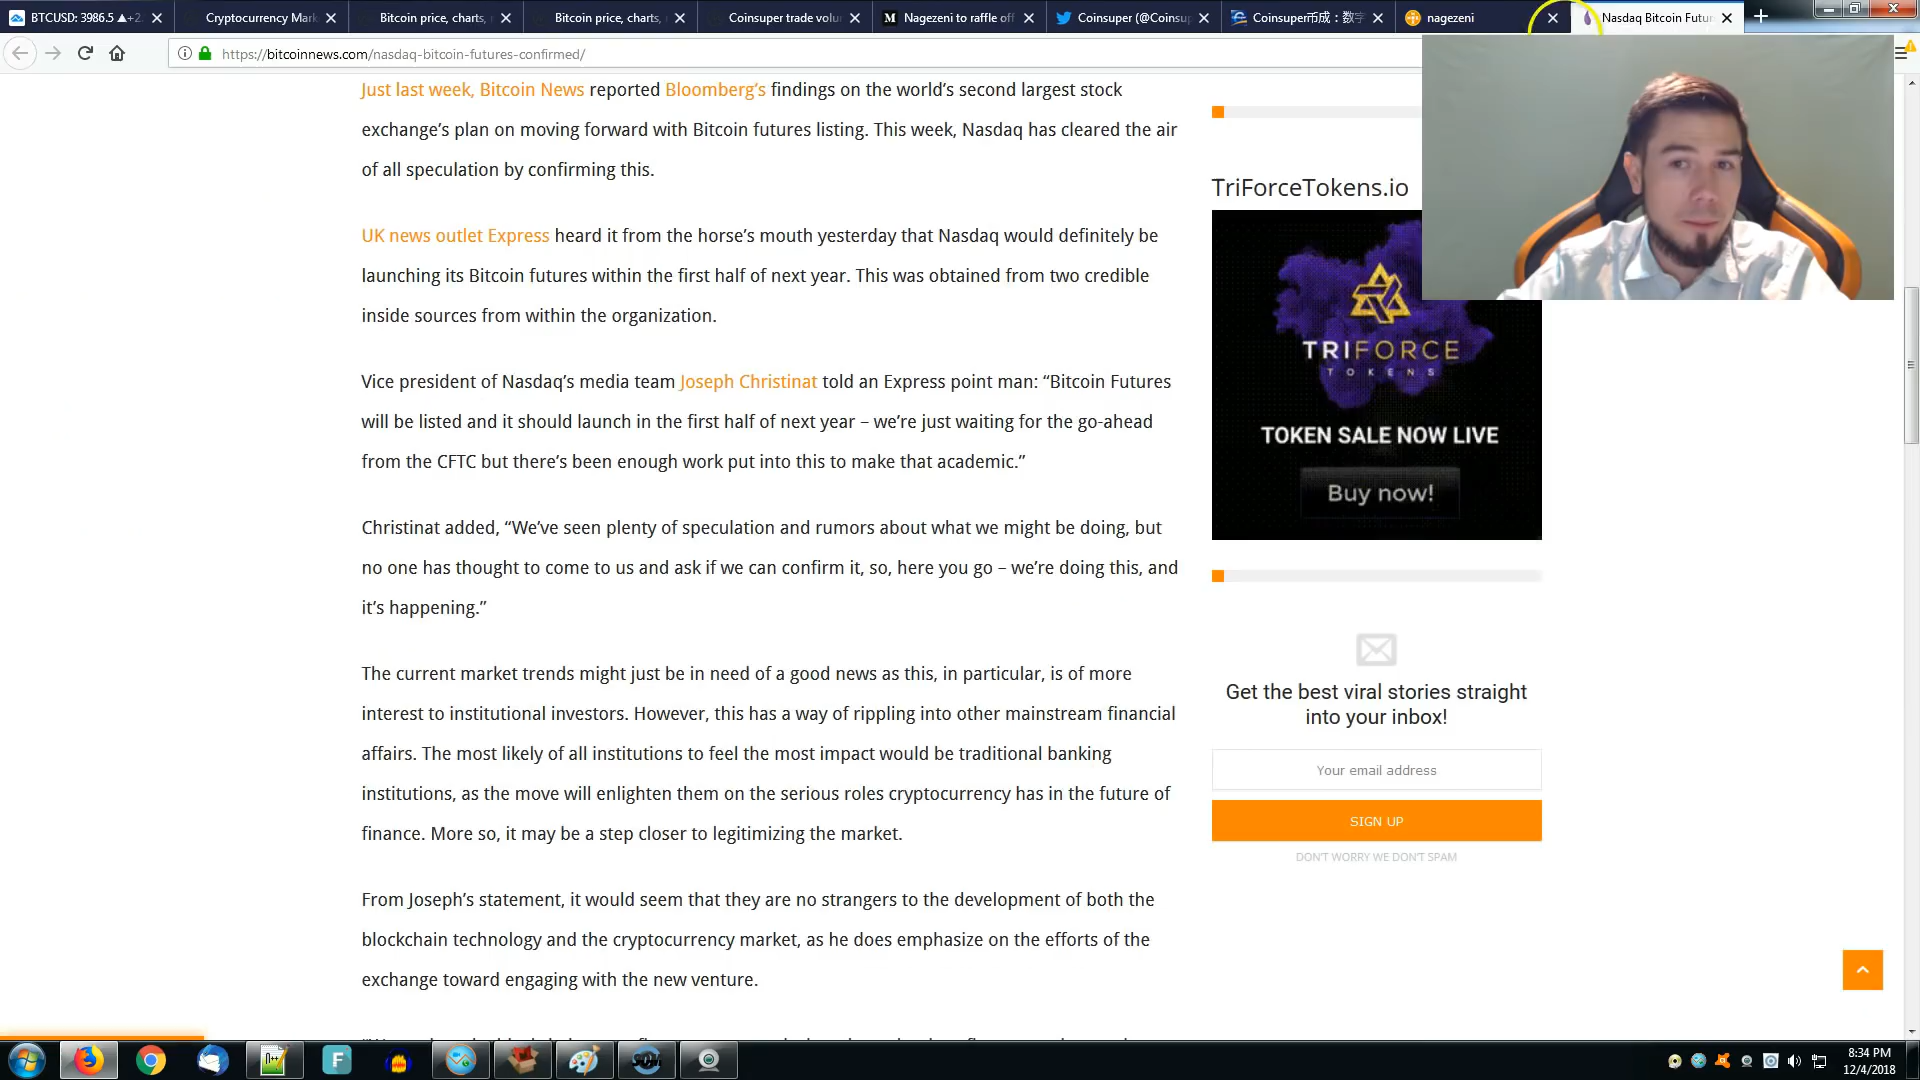 BTCUSD: 3986.5 ▲+2.
Cryptocurrency Mark
Bitcoin price, charts,
Bitcoin price, charts,
Coinsuper trade volu
Nagezeni to raffle off
Coinsuper (@Coinsup
Coinsuper币成：数字
nagezeni
Nasdaq Bitcoin Futur
https://bitcoinnews.com/nasdaq-bitcoin-futures-confirmed/
Just last week, Bitcoin News reported Bloomberg’s findings on the world’s second largest stock
exchange’s plan on moving forward with Bitcoin futures listing. This week, Nasdaq has cleared the air
of all speculation by confirming this.
UK news outlet Express heard it from the horse’s mouth yesterday that Nasdaq would definitely be
launching its Bitcoin futures within the first half of next year. This was obtained from two credible
inside sources from within the organization.
Vice president of Nasdaq’s media team Joseph Christinat told an Express point man: “Bitcoin Futures
will be listed and it should launch in the first half of next year – we’re just waiting for the go-ahead
from the CFTC but there’s been enough work put into this to make that academic.”
Christinat added, “We’ve seen plenty of speculation and rumors about what we might be doing, but
no one has thought to come to us and ask if we can confirm it, so, here you go – we’re doing this, and
it’s happening.”
The current market trends might just be in need of a good news as this, in particular, is of more
interest to institutional investors. However, this has a way of rippling into other mainstream financial
affairs. The most likely of all institutions to feel the most impact would be traditional banking
institutions, as the move will enlighten them on the serious roles cryptocurrency has in the future of
finance. More so, it may be a step closer to legitimizing the market.
From Joseph’s statement, it would seem that they are no strangers to the development of both the
blockchain technology and the cryptocurrency market, as he does emphasize on the efforts of the
exchange toward engaging with the new venture.
TriForceTokens.io
TRIFORCE
TOKENS
TOKEN SALE NOW LIVE
Buy now!
Get the best viral stories straight
into your inbox!
Your email address
SIGN UP
DON'T WORRY WE DON'T SPAM
8:34 PM
12/4/2018